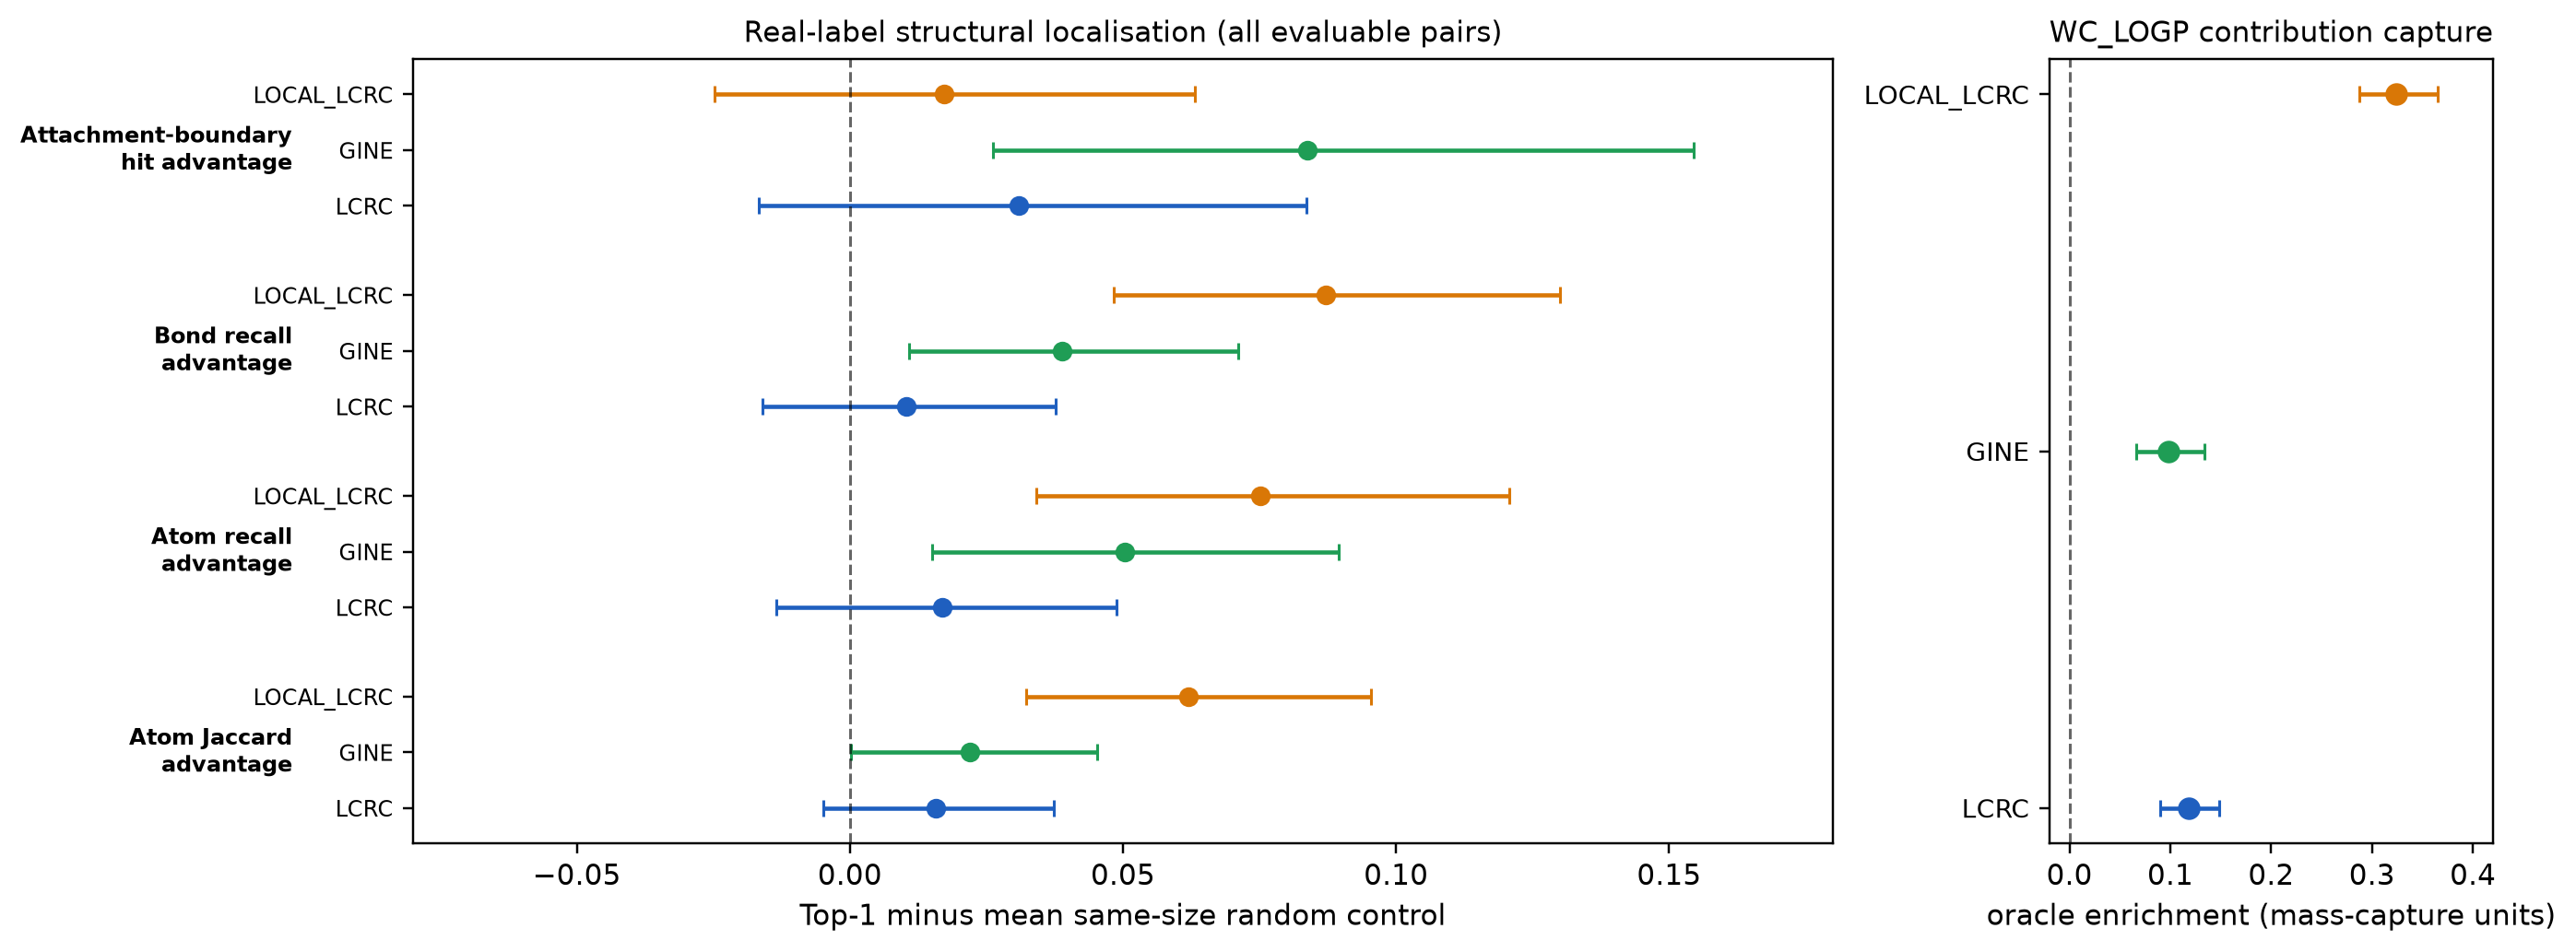 Real-label structural localisation (all evaluable pairs)
LOCAL_LCRC
Attachment-boundary
hit advantage
GINE
LCRC
LOCAL_LCRC
Bond recall
advantage
GINE
LCRC
LOCAL_LCRC
Atom recall
advantage
GINE
LCRC
LOCAL_LCRC
Atom Jaccard
advantage
GINE
LCRC
−0.05 0.00 0.05 0.10 0.15
Top-1 minus mean same-size random control
WC_LOGP contribution capture
LOCAL_LCRC
GINE
LCRC
0.0 0.1 0.2 0.3 0.4
oracle enrichment (mass-capture units)